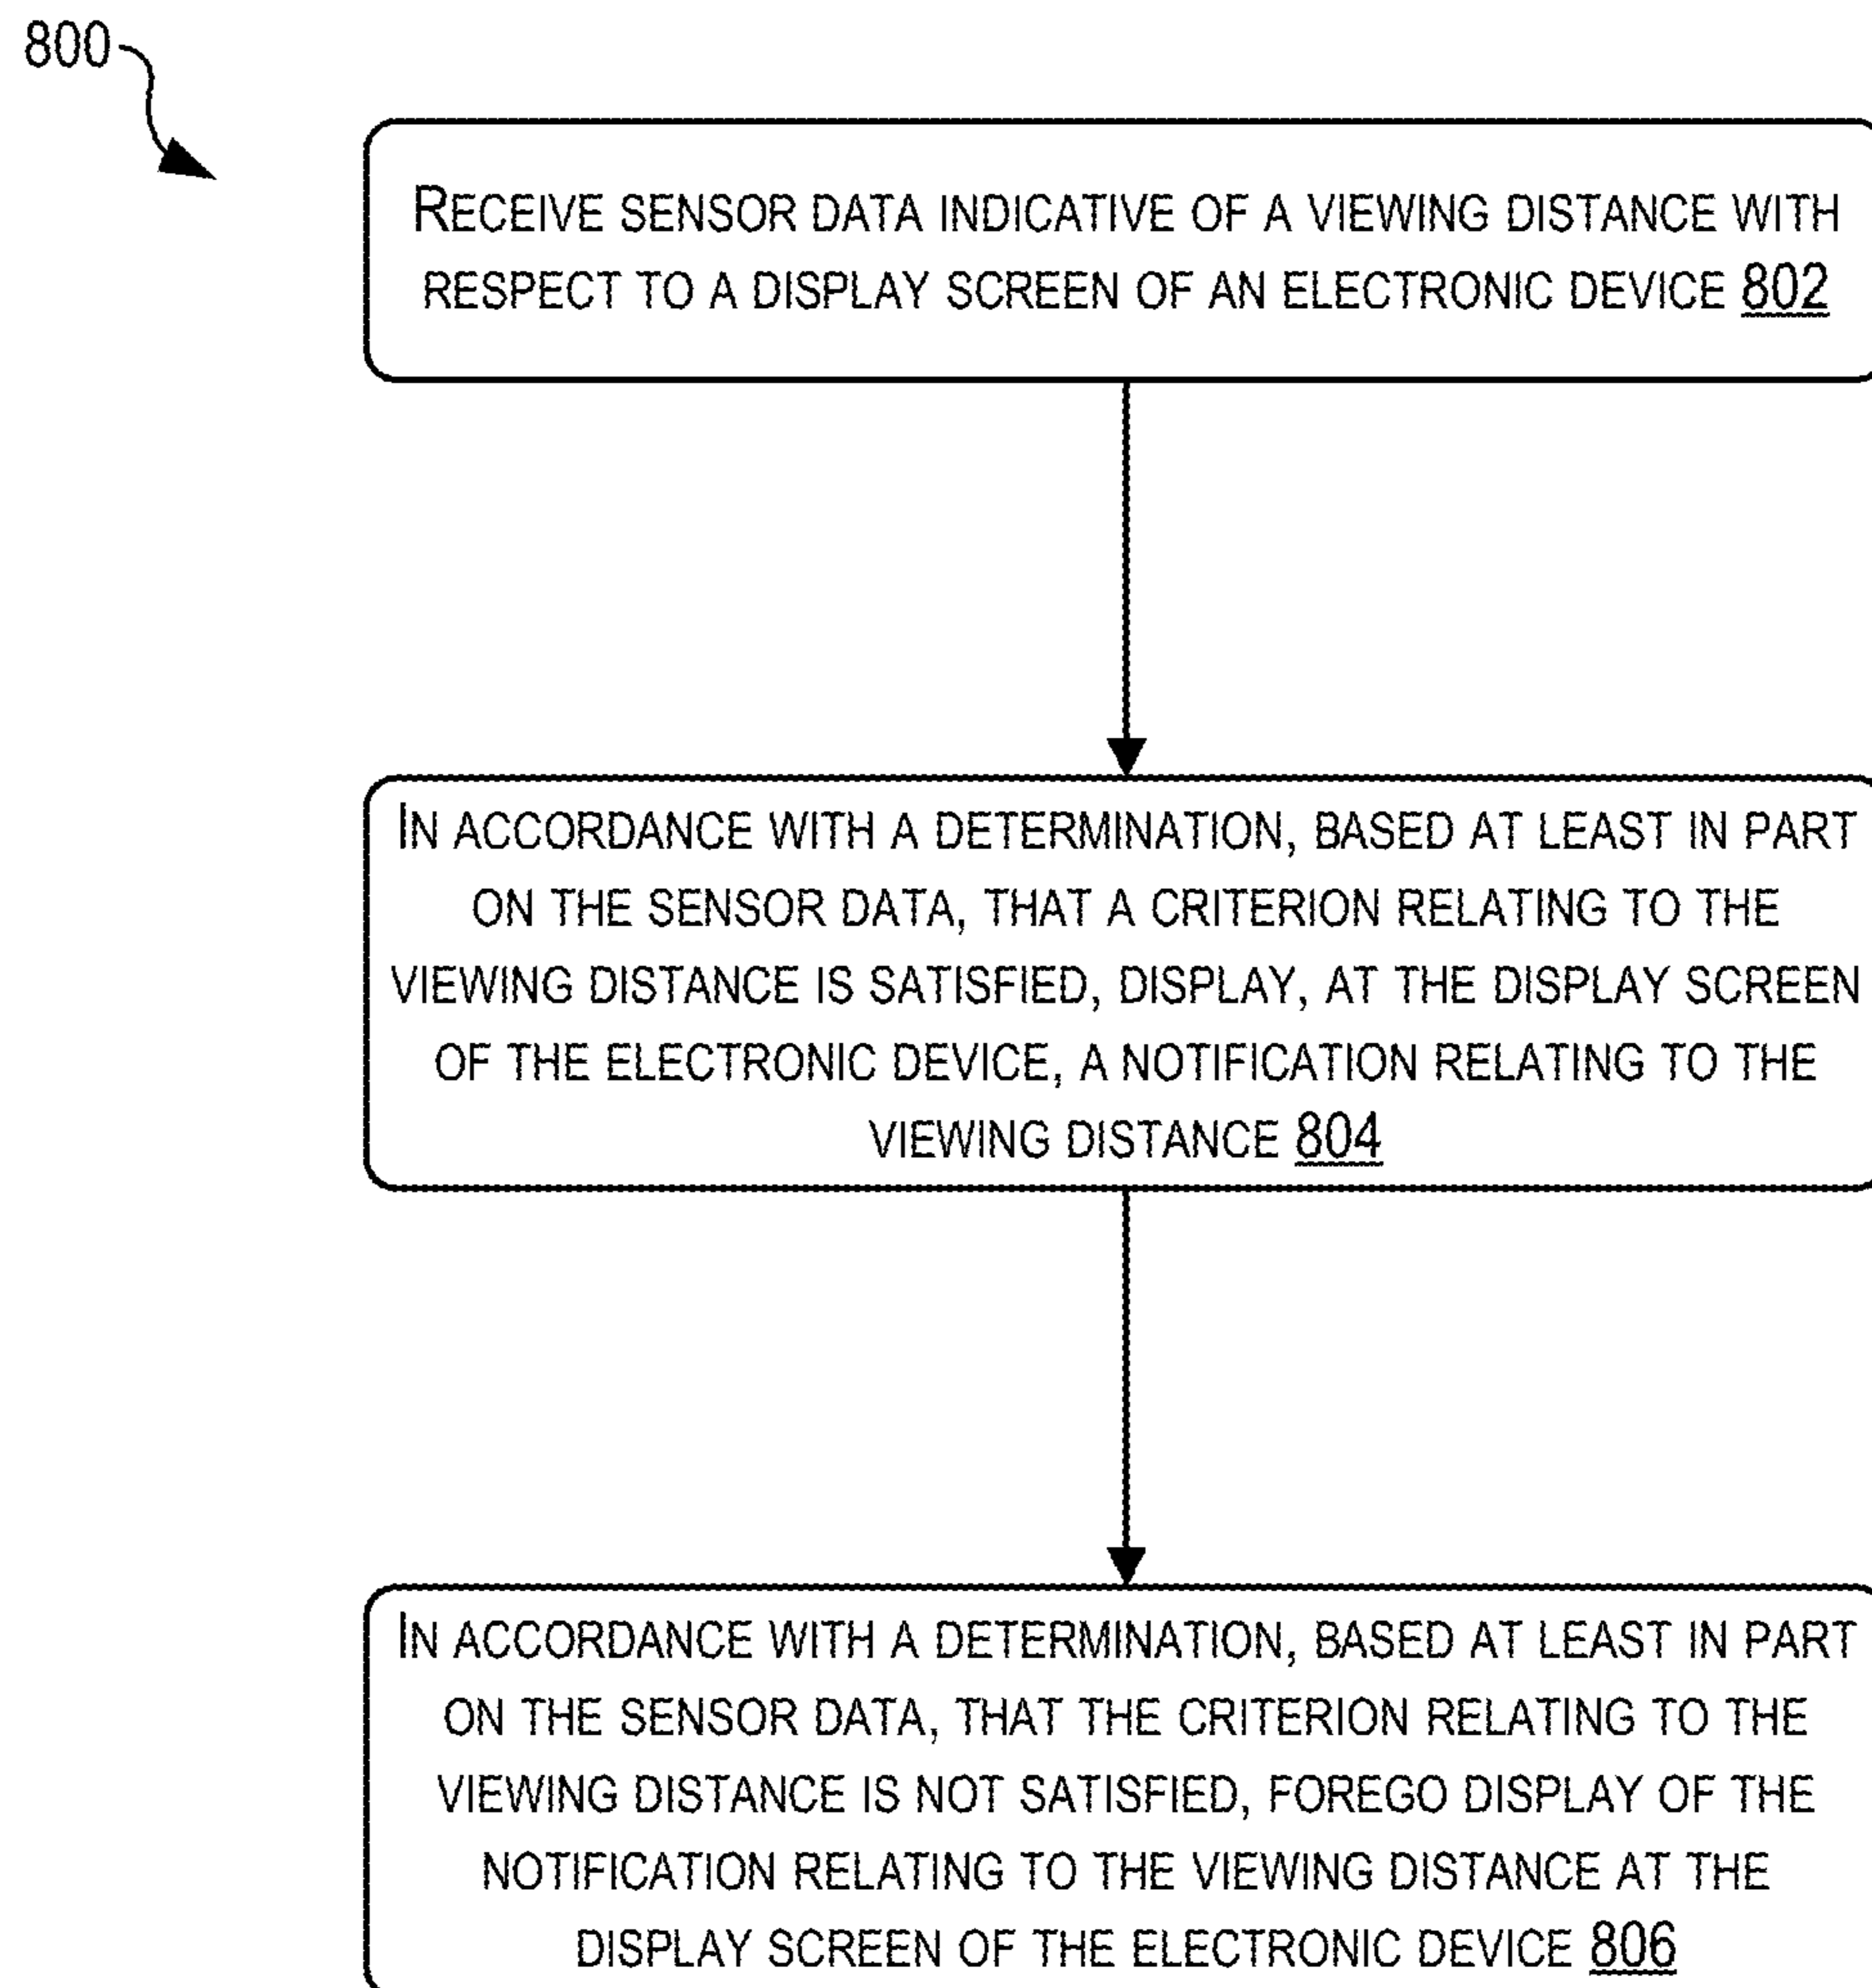 800
RECEIVE SENSOR DATA INDICATIVE OF A VIEWING DISTANCE WITH
RESPECT TO A DISPLAY SCREEN OF AN ELECTRONIC DEVICE 802
IN ACCORDANCE WITH A DETERMINATION, BASED AT LEAST IN PART
ON THE SENSOR DATA, THAT A CRITERION RELATING TO THE
VIEWING DISTANCE IS SATISFIED, DISPLAY, AT THE DISPLAY SCREEN
OF THE ELECTRONIC DEVICE, A NOTIFICATION RELATING TO THE
VIEWING DISTANCE 804
IN ACCORDANCE WITH A DETERMINATION, BASED AT LEAST IN PART
ON THE SENSOR DATA, THAT THE CRITERION RELATING TO THE
VIEWING DISTANCE IS NOT SATISFIED, FOREGO DISPLAY OF THE
NOTIFICATION RELATING TO THE VIEWING DISTANCE AT THE
DISPLAY SCREEN OF THE ELECTRONIC DEVICE 806